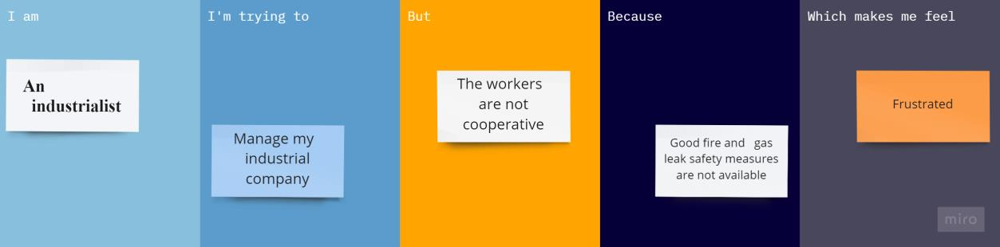 I am
An
industrialist
I'm trying to
Manage my
industrial
company
But
The workers
are not
cooperative
Because
Good fire and gas
leak safety measures
are not available
Which makes me feel
Frustrated
miro